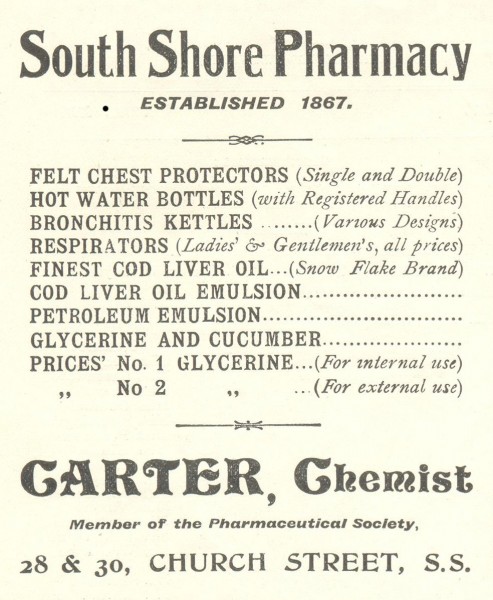 South Shore Pharmacy
ESTABLISHED 1867.
FELT CHEST PROTECTORS (Single and Double)
HOT WATER BOTTLES (with Registered Handles)
BRONCHITIS KETTLES ........(Various Designs)
RESPIRATORS (Ladies' & Gentlemen's, all prices)
FINEST COD LIVER OIL...(Snow Flake Brand)
COD LIVER OIL EMULSION.......................
PETROLEUM EMULSION.............................
GLYCERINE AND CUCUMBER....................
PRICES' No. 1 GLYCERINE...(For internal use)
,, No 2 ,, ...(For external use)
CARTER, Chemist
Member of the Pharmaceutical Society,
28 & 30, CHURCH STREET, S.S.